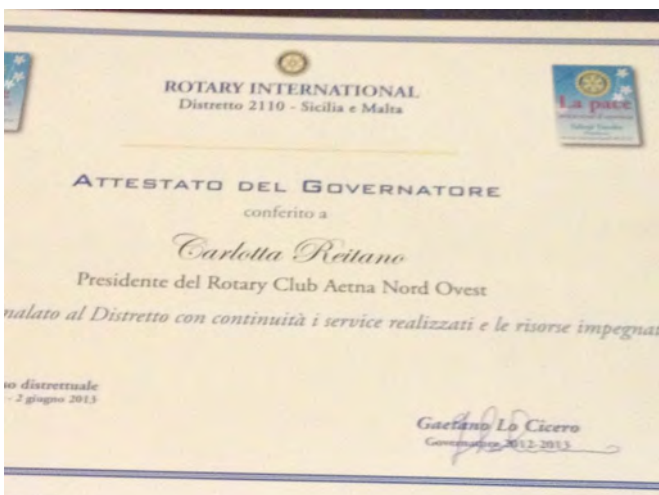 ROTARY INTERNATIONAL
Distretto 2110 - Sicilia e Malta
La pace
ATTESTATO DEL GOVERNATORE
conferito a
Carlotta Reitano
Presidente del Rotary Club Aetna Nord Ovest
nalato al Distretto con continuità i service realizzati e le risorse impegnat
distrettuale
- 2 giugno 2013
Gaetano Lo Cicero
Governatore 2012-2013